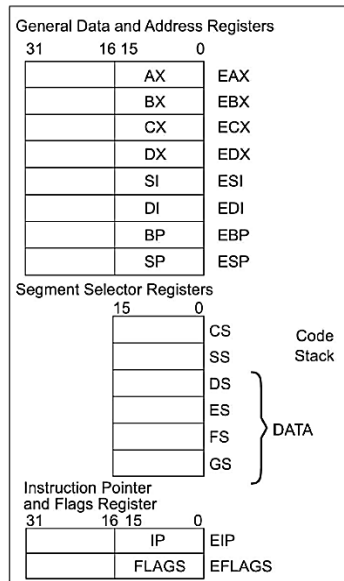 General Data and Address Registers
31 16 15 0
AX EAX
BX EBX
CX ECX
DX EDX
SI ESI
DI EDI
BP EBP
SP ESP
Segment Selector Registers
15 0
CS Code
SS Stack
DS
ES
FS DATA
GS
Instruction Pointer
and Flags Register
31 16 15 0
IP EIP
FLAGS EFLAGS